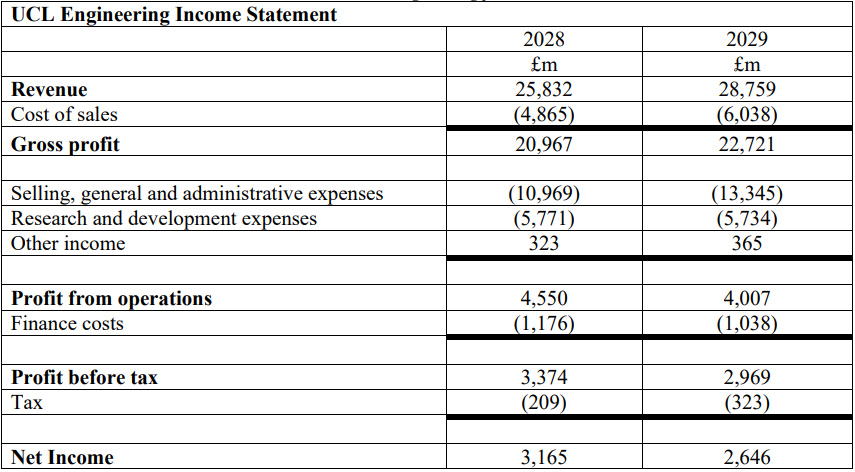 UCL Engineering Income Statement
2028 2029
£m £m
Revenue 25,832 28,759
Cost of sales (4,865) (6,038)
Gross profit 20,967 22,721
Selling, general and administrative expenses (10,969) (13,345)
Research and development expenses (5,771) (5,734)
Other income 323 365
Profit from operations 4,550 4,007
Finance costs (1,176) (1,038)
Profit before tax 3,374 2,969
Tax (209) (323)
Net Income 3,165 2,646